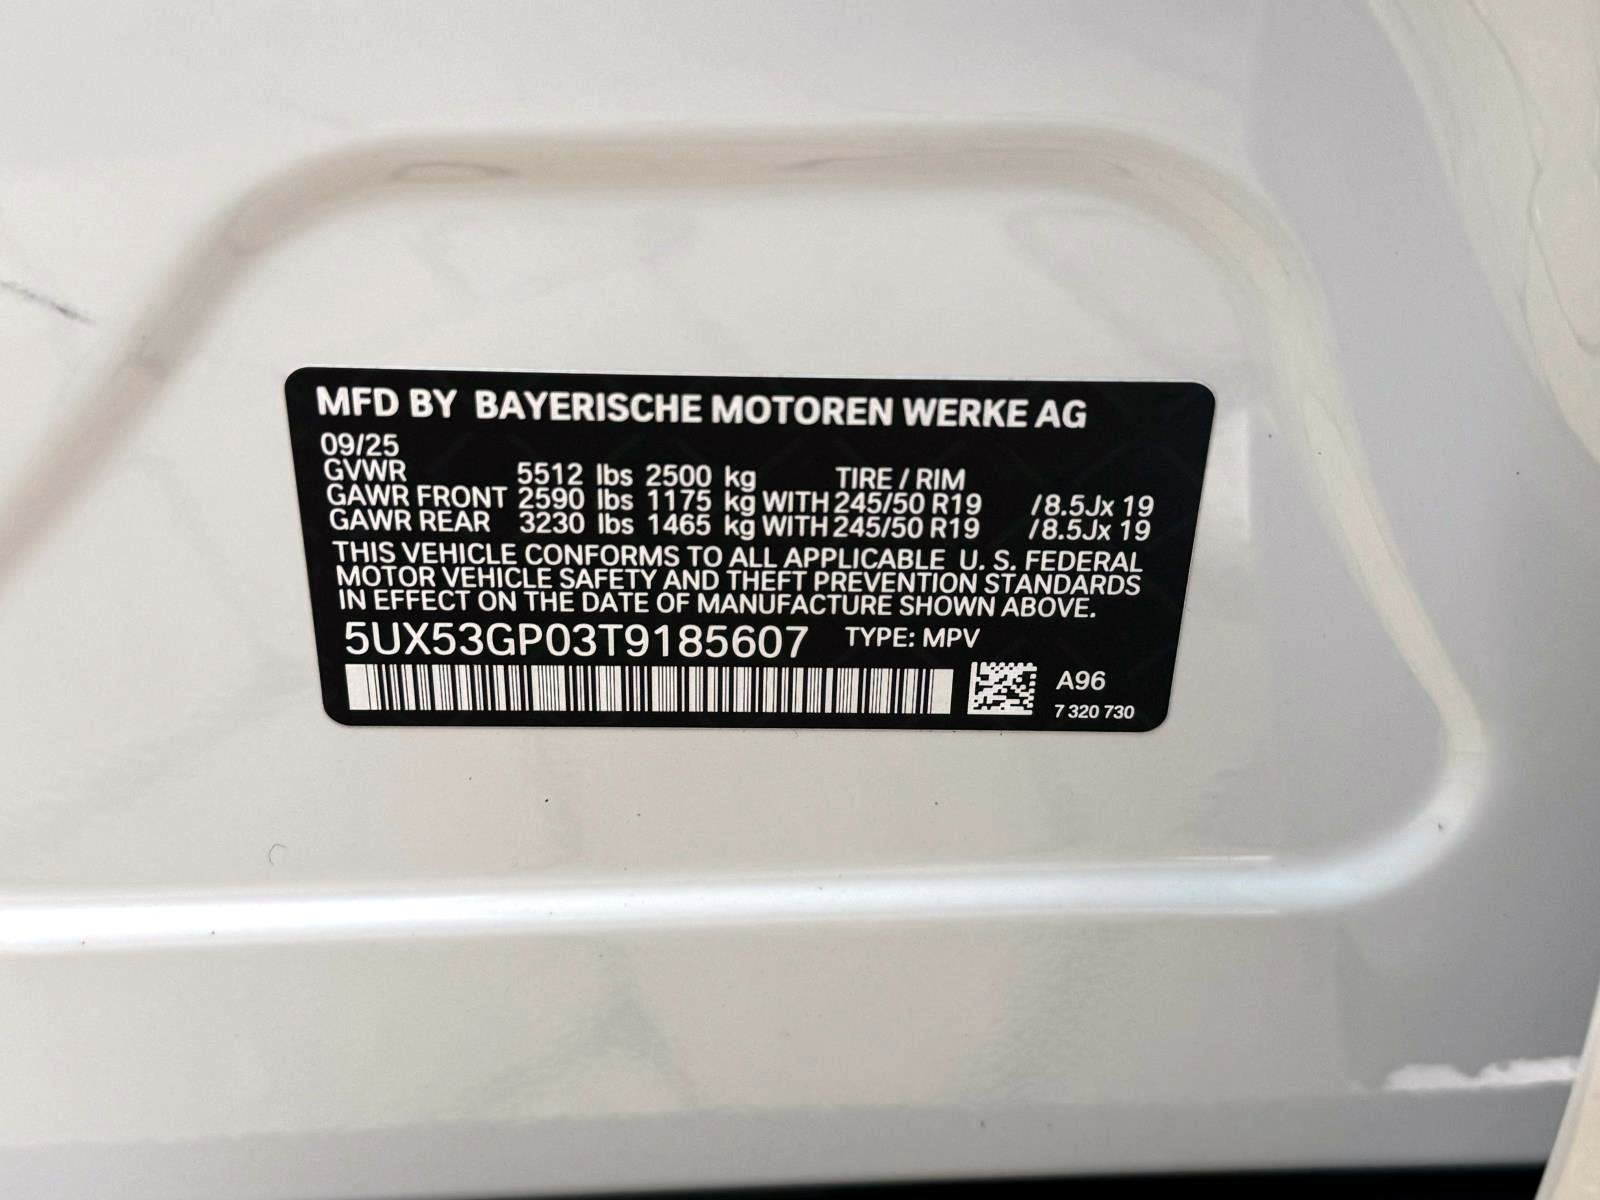 MFD BY BAYERISCHE MOTOREN WERKE AG
09/25
GVWR 5512 lbs 2500 kg TIRE / RIM
GAWR FRONT 2590 lbs 1175 kg WITH 245/50 R19 /8.5Jx 19
GAWR REAR 3230 lbs 1465 kg WITH 245/50 R19 /8.5Jx 19
THIS VEHICLE CONFORMS TO ALL APPLICABLE U. S. FEDERAL
MOTOR VEHICLE SAFETY AND THEFT PREVENTION STANDARDS
IN EFFECT ON THE DATE OF MANUFACTURE SHOWN ABOVE.
5UX53GP03T9185607 TYPE: MPV
A96
7 320 730